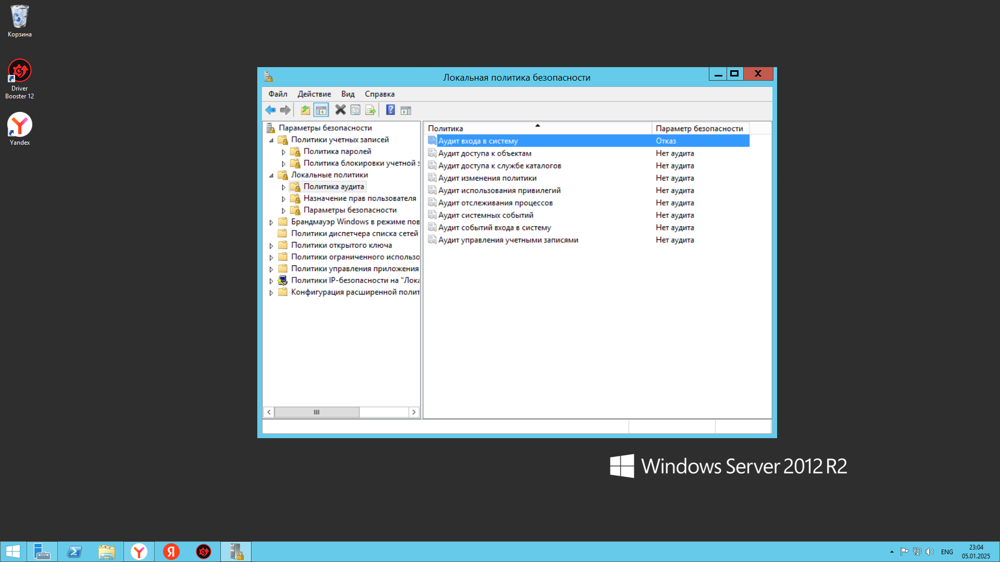 Корзина
Driver
Booster 12
Yandex
Локальная политика безопасности
Файл Действие Вид Справка
Параметры безопасности
Политики учетных записей
Политика паролей
Политика блокировки учетной з
Локальные политики
Политика аудита
Назначение прав пользователя
Параметры безопасности
Брандмауэр Windows в режиме пов
Политики диспетчера списка сетей
Политики открытого ключа
Политики ограниченного использо
Политики управления приложения
Политики IP-безопасности на "Лока
Конфигурация расширенной полит
Политика Параметр безопасности
Аудит входа в систему Отказ
Аудит доступа к объектам Нет аудита
Аудит доступа к службе каталогов Нет аудита
Аудит изменения политики Нет аудита
Аудит использования привилегий Нет аудита
Аудит отслеживания процессов Нет аудита
Аудит системных событий Нет аудита
Аудит событий входа в систему Нет аудита
Аудит управления учетными записями Нет аудита
Windows Server 2012 R2
ENG
23:04
05.01.2025